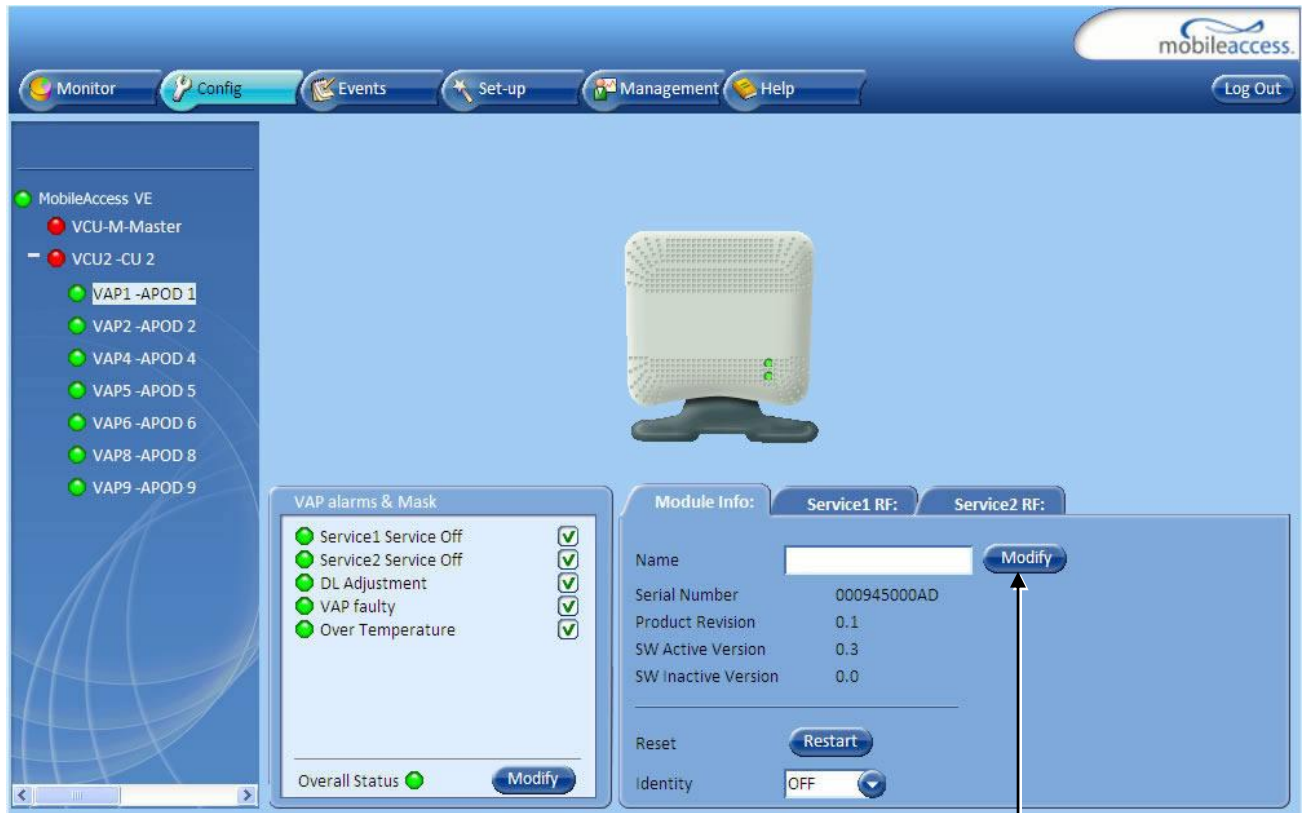 mobileaccess.
Monitor
Config
Events
Set-up
Management
Help
Log Out
MobileAccess VE
VCU-M-Master
VCU2 -CU 2
VAP1 -APOD 1
VAP2 -APOD 2
VAP4 -APOD 4
VAP5 -APOD 5
VAP6 -APOD 6
VAP8 -APOD 8
VAP9 -APOD 9
VAP alarms & Mask
Service1 Service Off
Service2 Service Off
DL Adjustment
VAP faulty
Over Temperature
Overall Status
Modify
Module Info:
Service1 RF:
Service2 RF:
Name
Modify
Serial Number 000945000AD
Product Revision 0.1
SW Active Version 0.3
SW Inactive Version 0.0
Reset
Restart
Identity
OFF